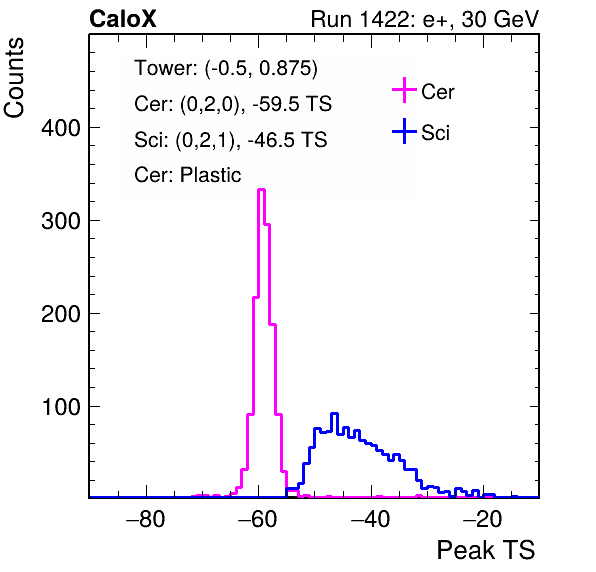 CaloX Run 1422: e+, 30 GeV
Counts
Tower: (-0.5, 0.875)
Cer: (0,2,0), -59.5 TS
Sci: (0,2,1), -46.5 TS
Cer: Plastic
Cer
Sci
400
300
200
100
−80 −60 −40 −20
Peak TS